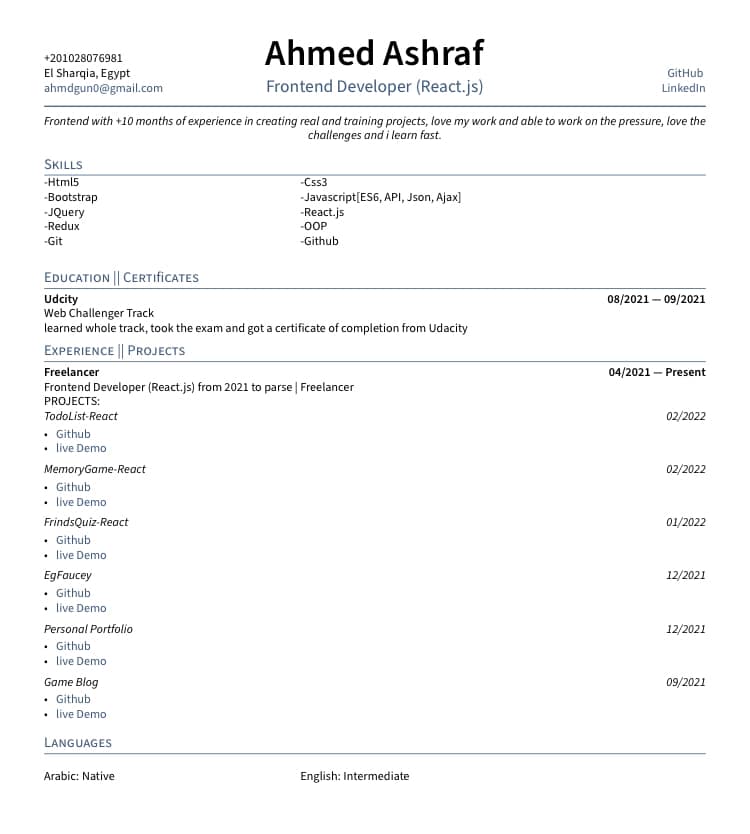 Ahmed Ashraf
+201028076981
El Sharqia, Egypt
ahmdgun0@gmail.com
Frontend Developer (React.js)
GitHub
LinkedIn
Frontend with +10 months of experience in creating real and training projects, love my work and able to work on the pressure, love the
challenges and i learn fast.
SKILLS
-Html5
-Css3
-Bootstrap
-Javascript[ES6, API, Json, Ajax]
-JQuery
-React.js
-Redux
-OOP
-Git
-Github
EDUCATION || CERTIfiCATES
Udcity 08/2021 — 09/2021
Web Challenger Track
learned whole track, took the exam and got a certificate of completion from Udacity
EXPERIENCE || PROJECTS
Freelancer 04/2021 — Present
Frontend Developer (React.js) from 2021 to parse | Freelancer
PROJECTS:
TodoList-React 02/2022
• Github
• live Demo
MemoryGame-React 02/2022
• Github
• live Demo
FrindsQuiz-React 01/2022
• Github
• live Demo
EgFaucey 12/2021
• Github
• live Demo
Personal Portfolio 12/2021
• Github
• live Demo
Game Blog 09/2021
• Github
• live Demo
LANGUAGES
Arabic: Native
English: Intermediate